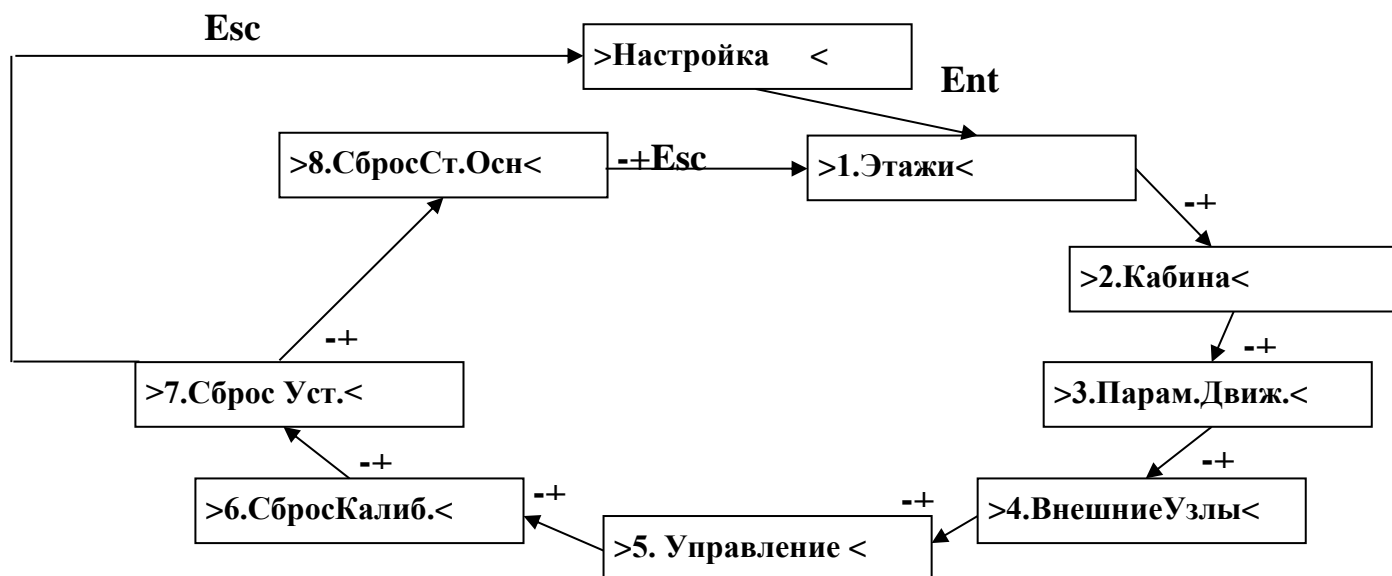 Esc
>Настройка <
Ent
>8.СбросСт.Осн<
-+Esc
>1.Этажи<
-+
>2.Кабина<
-+
-+
>7.Сброс Уст.<
>3.Парам.Движ.<
-+
-+
>6.СбросКалиб.<
-+
-+
>4.ВнешниеУзлы<
>5. Управление <